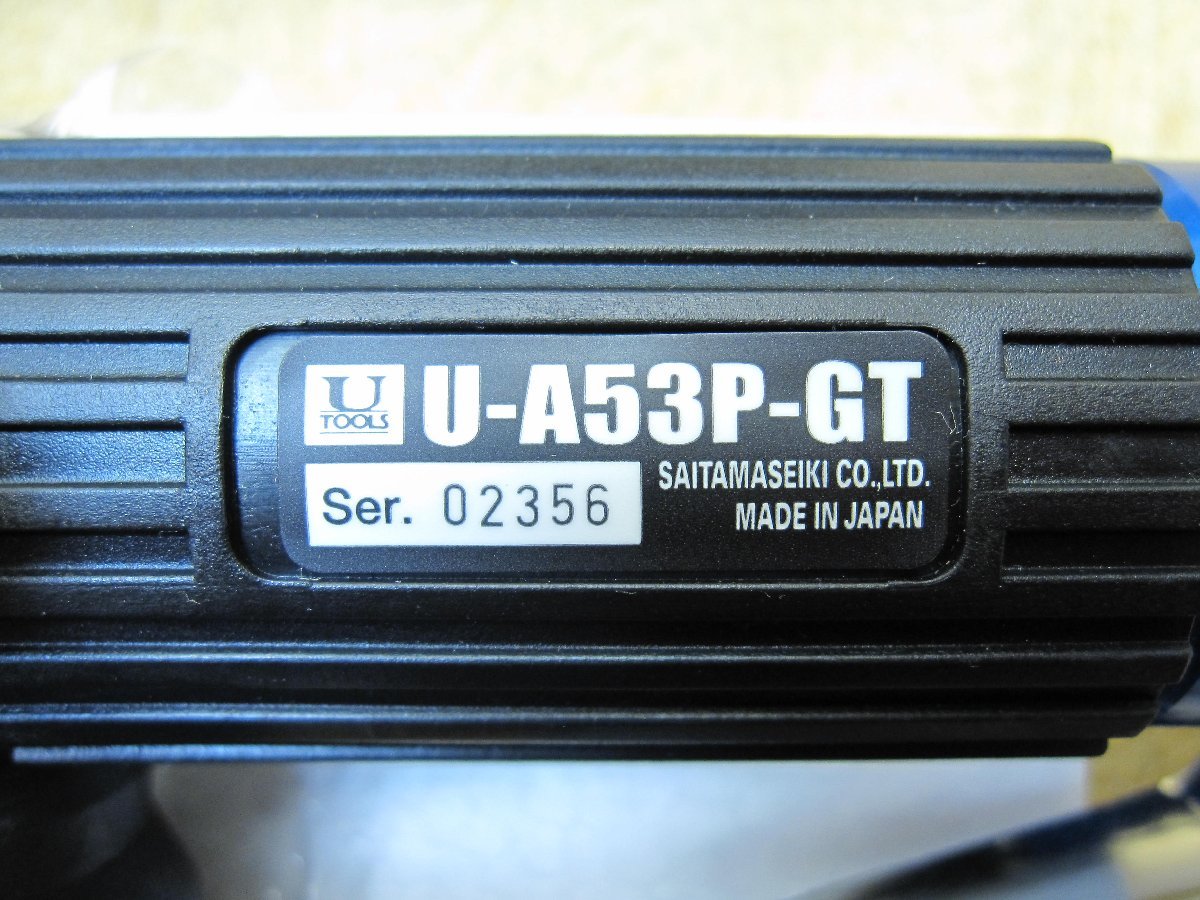 U TOOLS
U-A53P-GT
Ser. 02356
SAITAMASEIKI CO.,LTD.
MADE IN JAPAN